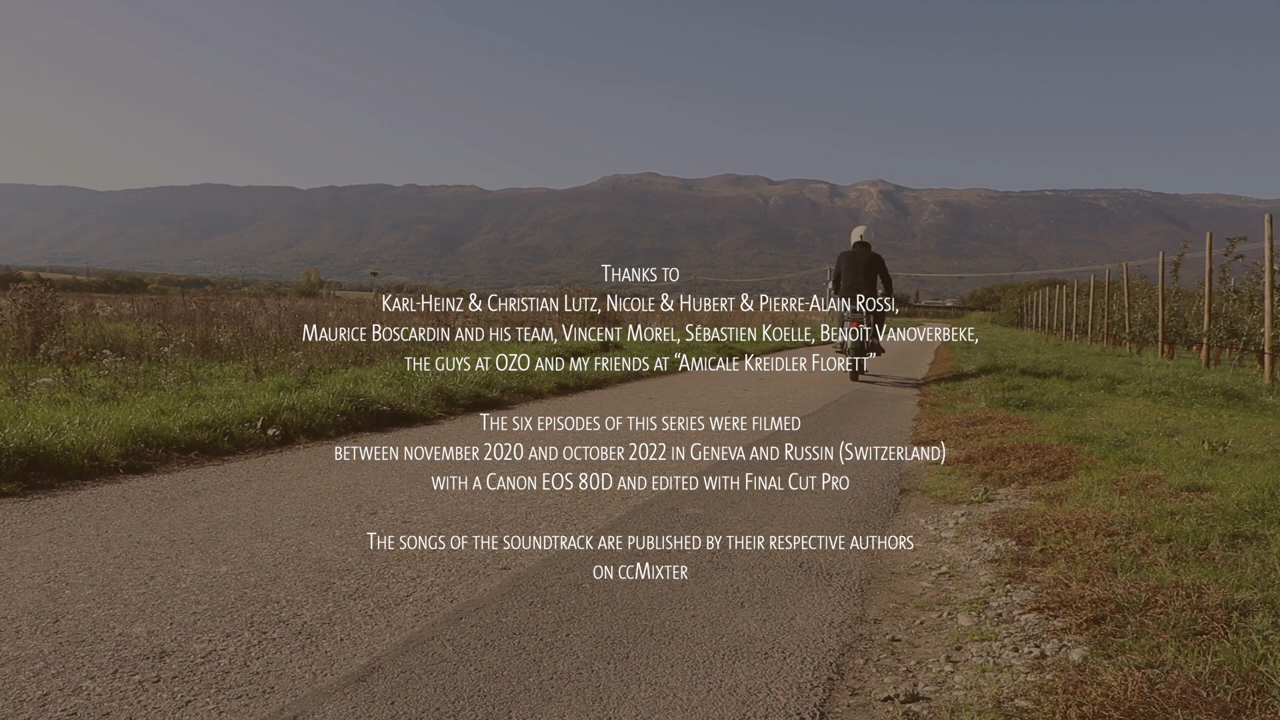 Thanks to
Karl-Heinz & Christian Lutz, Nicole & Hubert & Pierre-Alain Rossi,
Maurice Boscardin and his team, Vincent Morel, Sébastien Koelle, Benoît Vanoverbeke,
the guys at OZO and my friends at “Amicale Kreidler Florett”
The six episodes of this series were filmed
between november 2020 and october 2022 in Geneva and Russin (Switzerland)
with a Canon EOS 80D and edited with Final Cut Pro
The songs of the soundtrack are published by their respective authors
on ccMixter